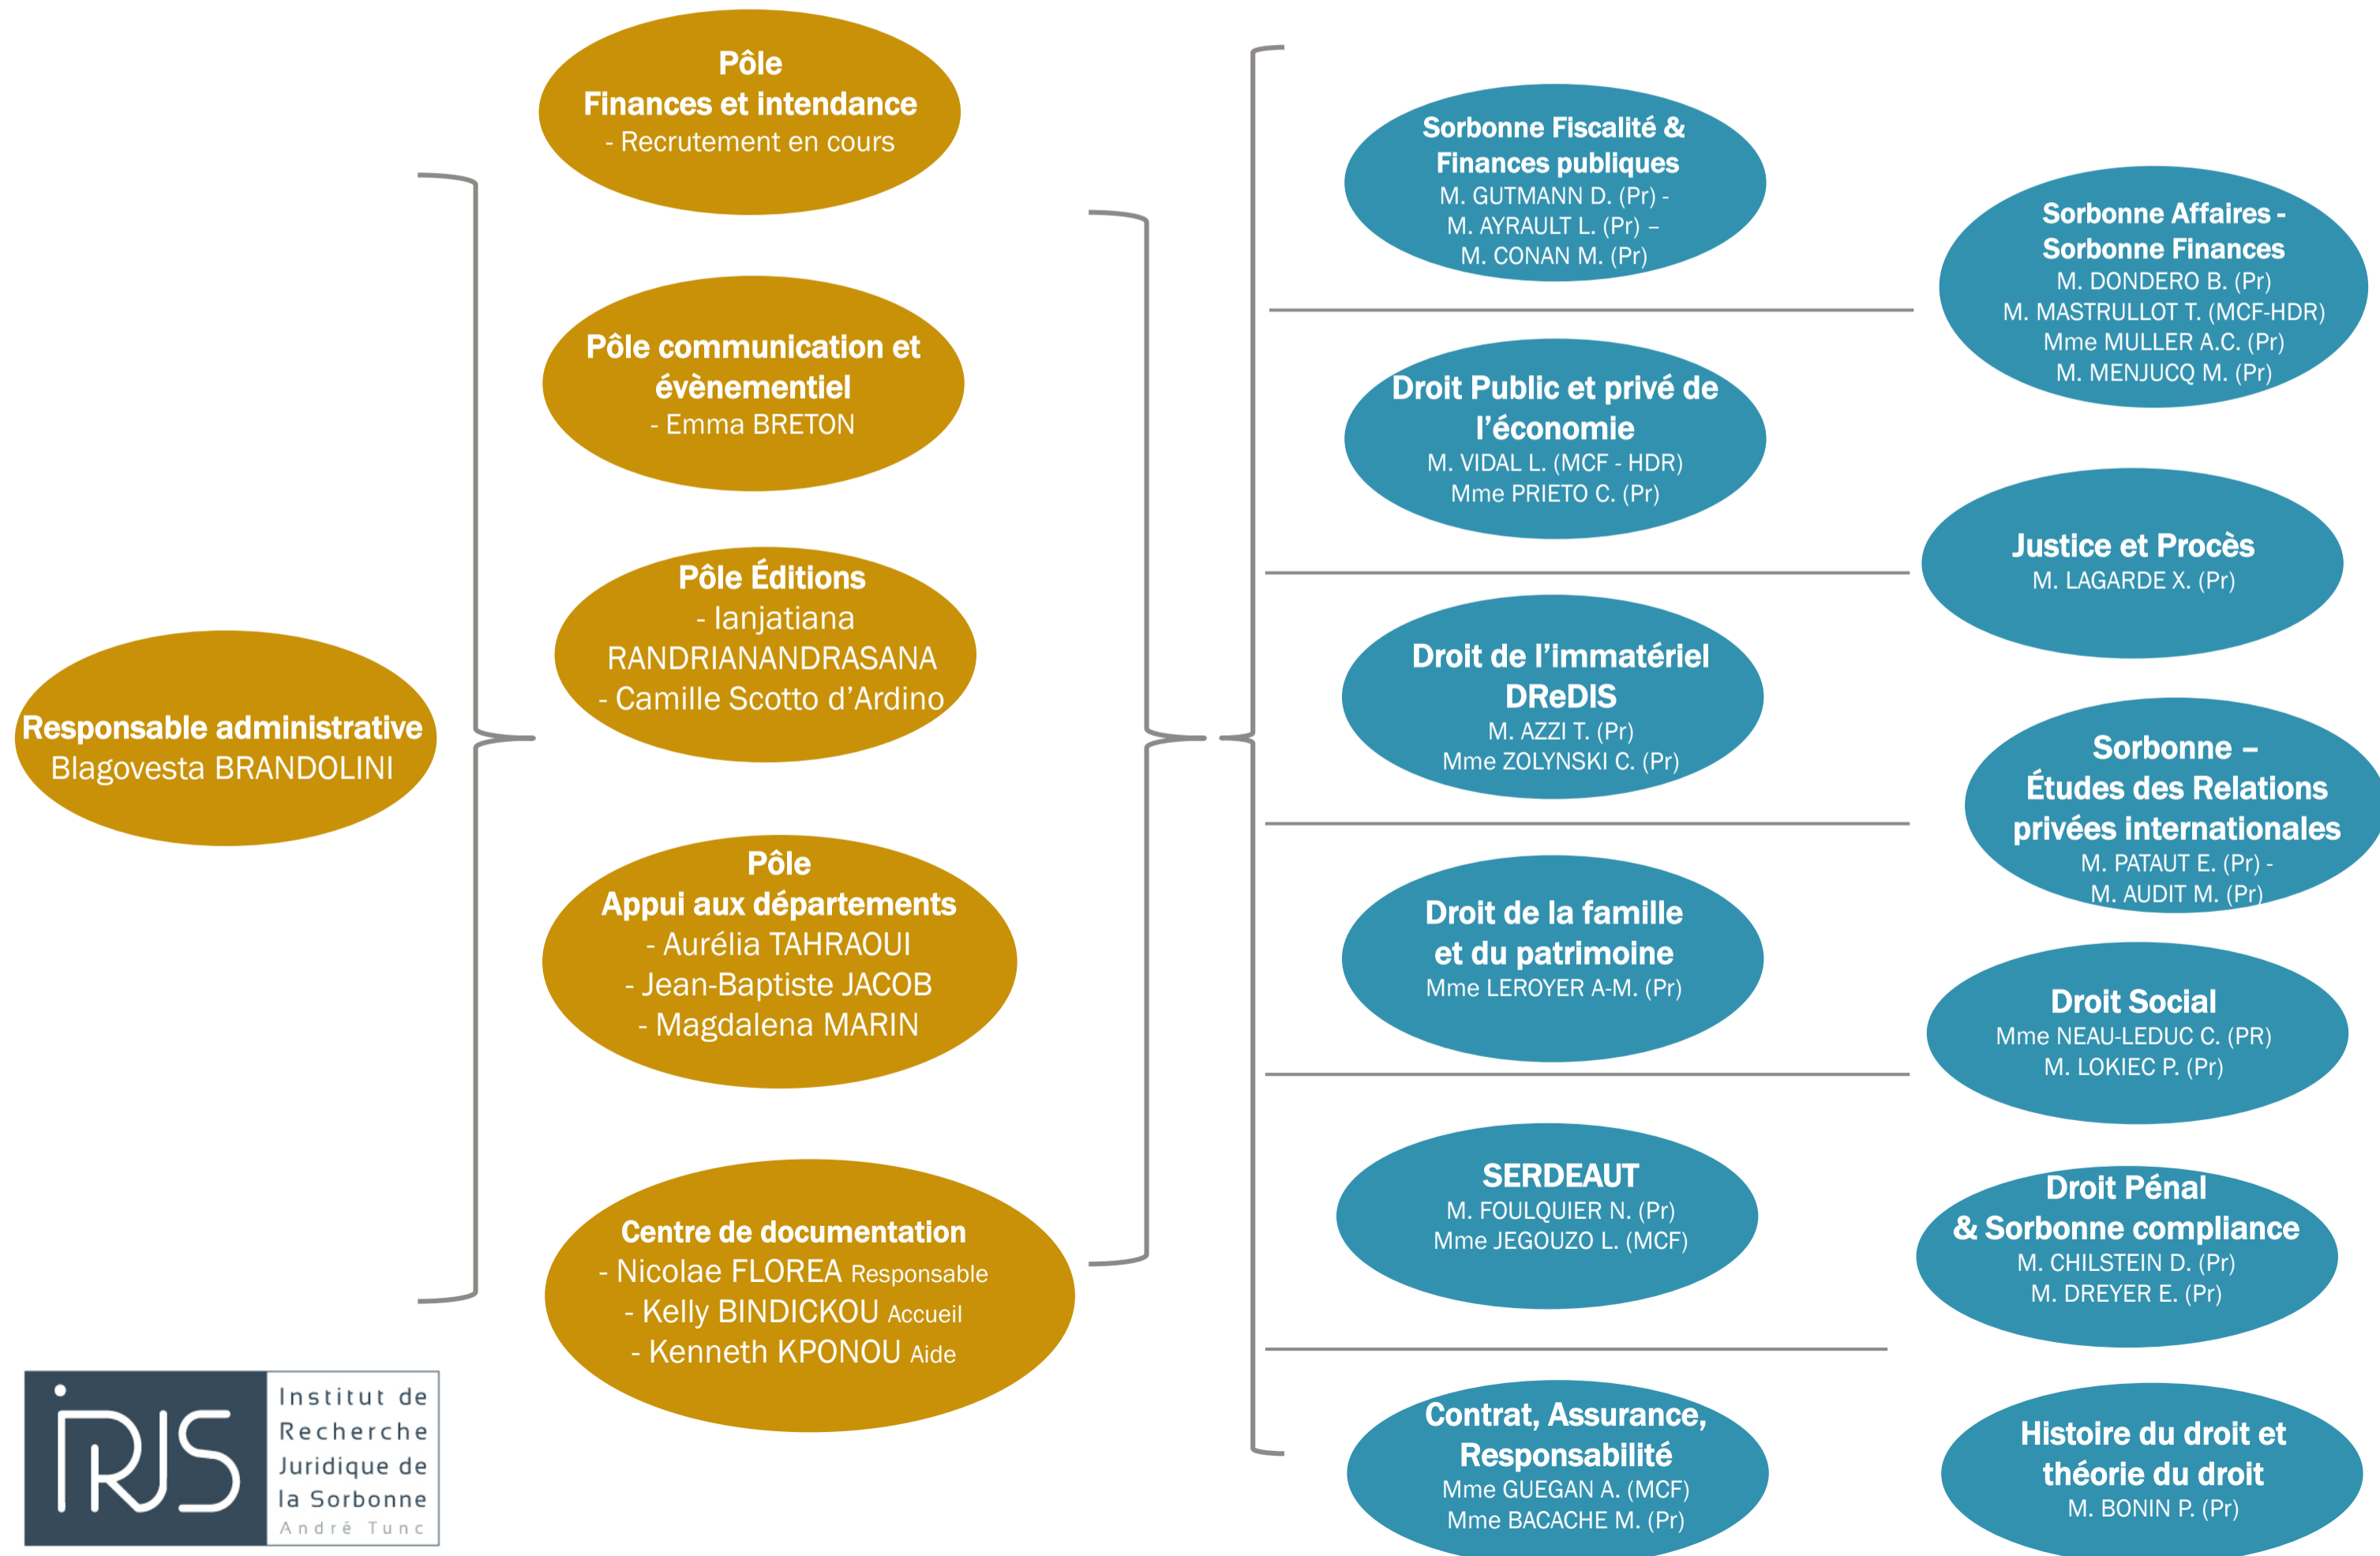 Responsable administrative
Blagovesta BRANDOLINI
Pôle
Finances et intendance
- Recrutement en cours
Pôle communication et
évènementiel
- Emma BRETON
Pôle Éditions
- Ianjatiana
RANDRIANANDRASANA
- Camille Scotto d'Ardino
Pôle
Appui aux départements
- Aurélia TAHRAOUI
- Jean-Baptiste JACOB
- Magdalena MARIN
Centre de documentation
- Nicolae FLOREA Responsable
- Kelly BINDICKOU Accueil
- Kenneth KPONOU Aide
Sorbonne Fiscalité &
Finances publiques
M. GUTMANN D. (Pr) -
M. AYRAULT L. (Pr) –
M. CONAN M. (Pr)
Droit Public et privé de
l'économie
M. VIDAL L. (MCF - HDR)
Mme PRIETO C. (Pr)
Droit de l'immatériel
DReDIS
M. AZZI T. (Pr)
Mme ZOLYNSKI C. (Pr)
Droit de la famille
et du patrimoine
Mme LEROYER A-M. (Pr)
SERDEAUT
M. FOULQUIER N. (Pr)
Mme JEGOUZO L. (MCF)
Contrat, Assurance,
Responsabilité
Mme GUEGAN A. (MCF)
Mme BACACHE M. (Pr)
Sorbonne Affaires -
Sorbonne Finances
M. DONDERO B. (Pr)
M. MASTRULLOT T. (MCF-HDR)
Mme MULLER A.C. (Pr)
M. MENJUCQ M. (Pr)
Justice et Procès
M. LAGARDE X. (Pr)
Sorbonne –
Études des Relations
privées internationales
M. PATAUT E. (Pr) -
M. AUDIT M. (Pr)
Droit Social
Mme NEAU-LEDUC C. (PR)
M. LOKIEC P. (Pr)
Droit Pénal
& Sorbonne compliance
M. CHILSTEIN D. (Pr)
M. DREYER E. (Pr)
Histoire du droit et
théorie du droit
M. BONIN P. (Pr)
iRJS
Institut de
Recherche
Juridique de
la Sorbonne
André Tunc